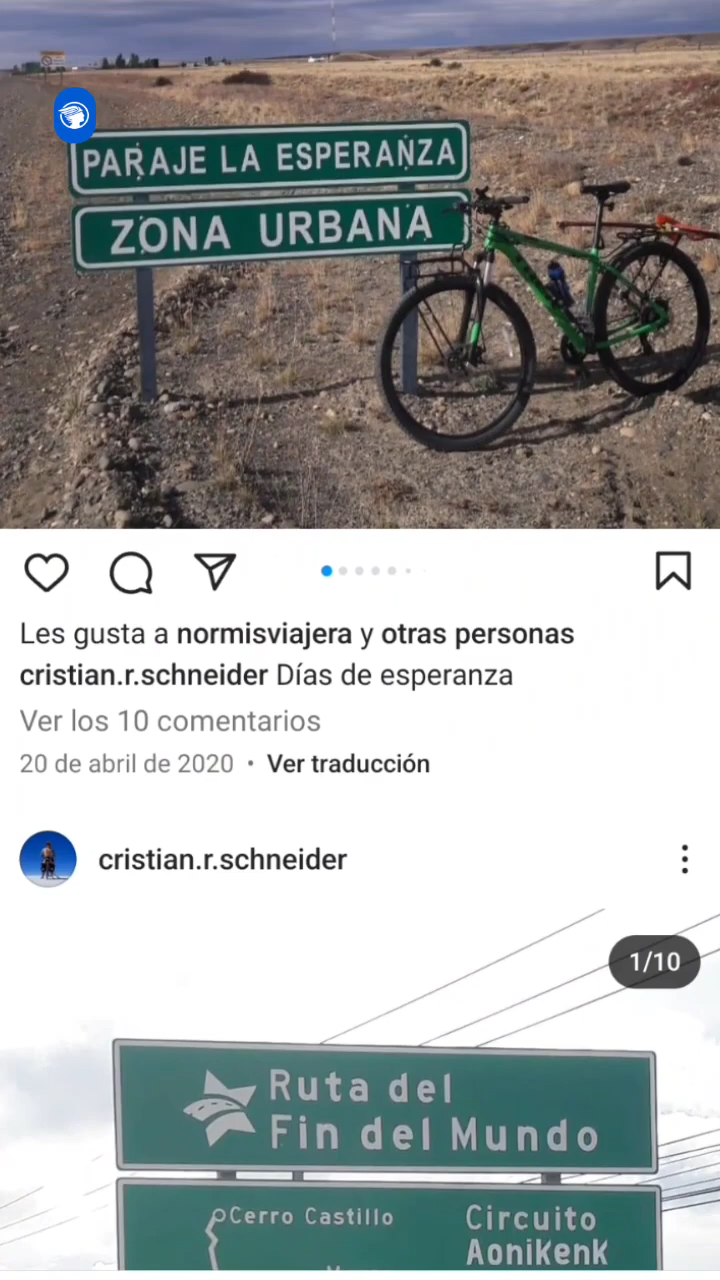 PARAJE LA ESPERANZA
ZONA URBANA
Les gusta a normisviajera y otras personas
cristian.r.schneider Días de esperanza
Ver los 10 comentarios
20 de abril de 2020 • Ver traducción
cristian.r.schneider
1/10
Ruta del
Fin del Mundo
Cerro Castillo
Circuito
Aonikenk